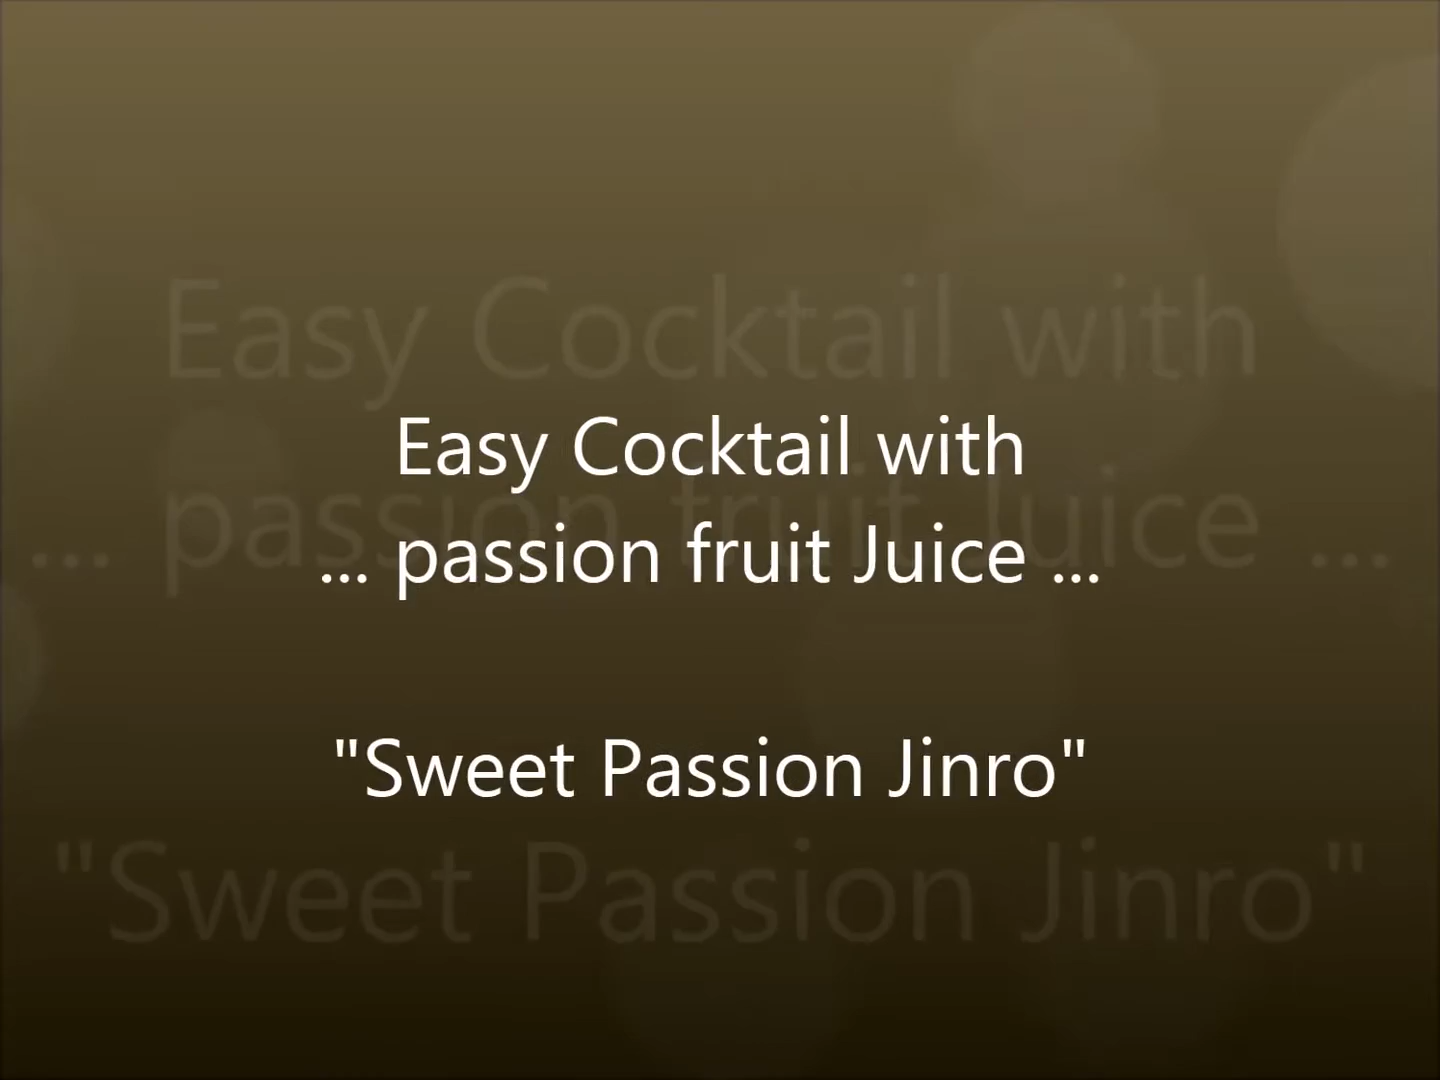 Easy Cocktail with
... passion fruit Juice ...
"Sweet Passion Jinro"